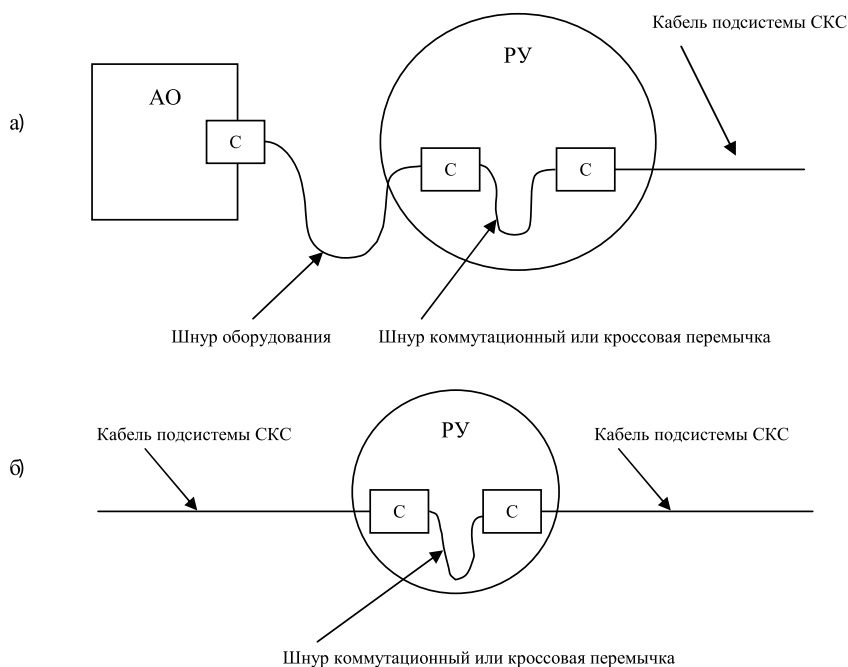 Кабель подсистемы СКС
РУ
АО
а)
С
С
С
Шнур оборудования
Шнур коммутационный или кроссовая перемычка
РУ
Кабель подсистемы СКС
Кабель подсистемы СКС
б)
С
С
Шнур коммутационный или кроссовая перемычка